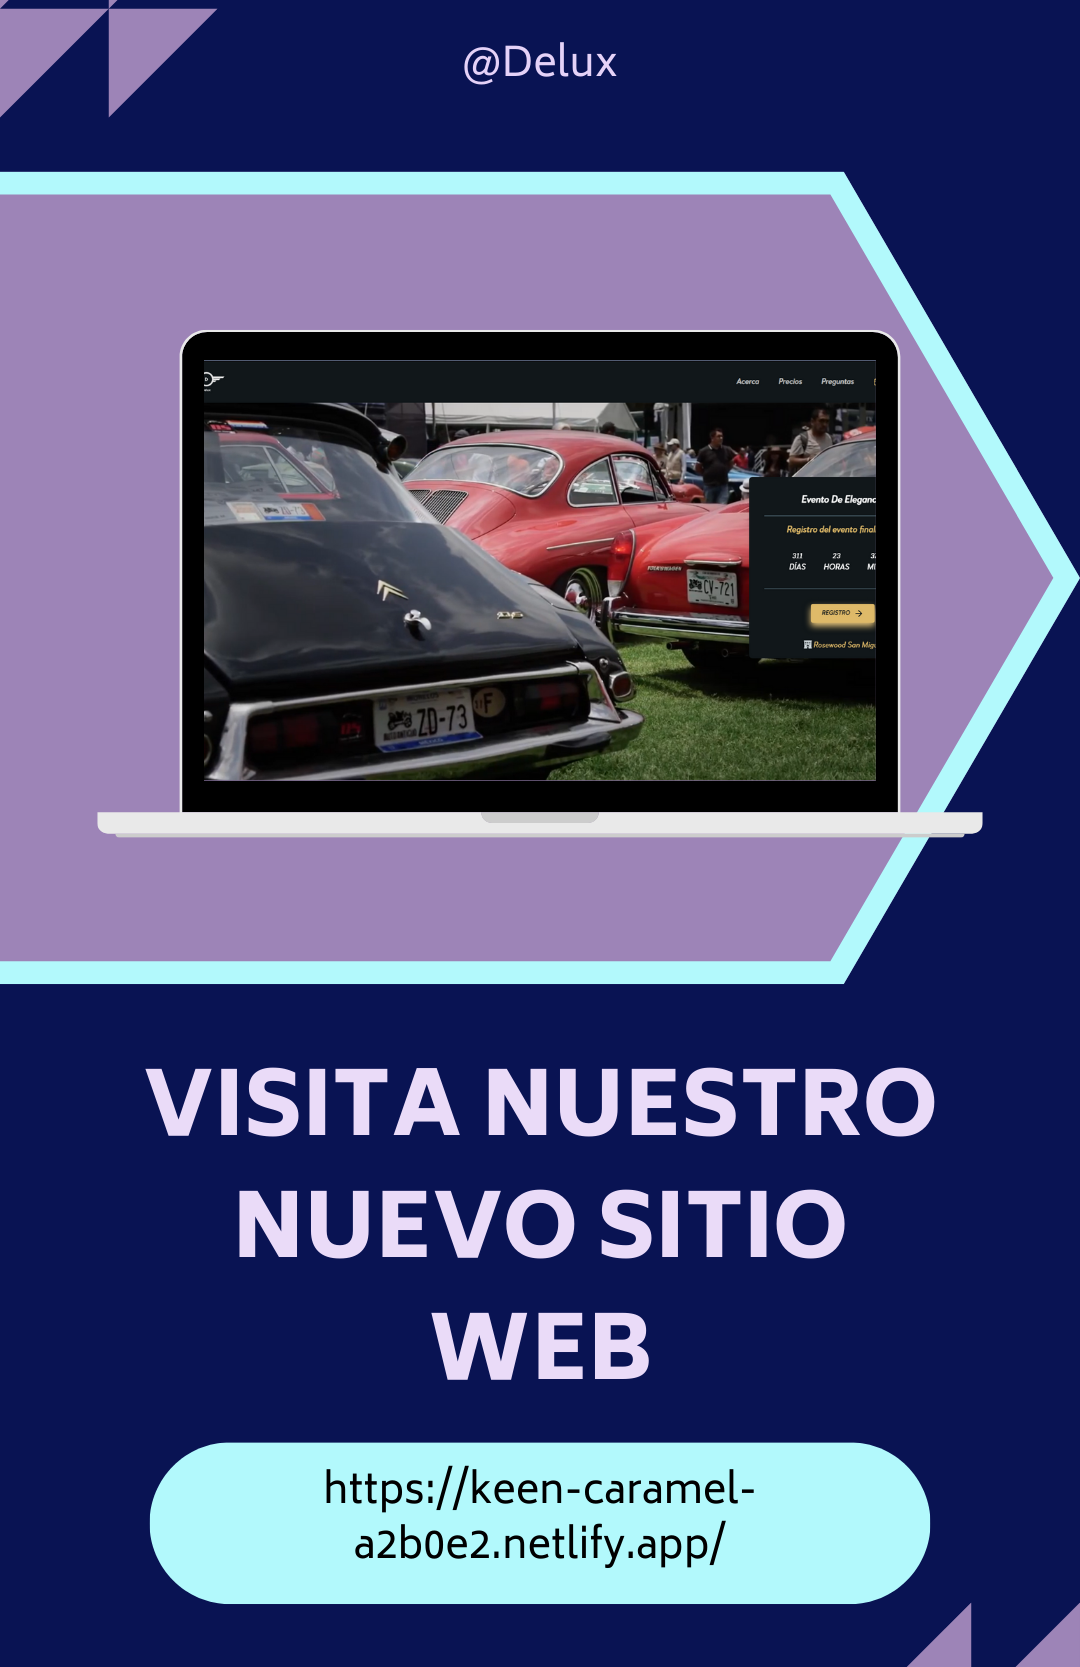 @Delux
Acerca Precios Preguntas
Evento De Eleganc
Registro del evento final
311 23
DÍAS HORAS MI
REGISTRO →
Rosewood San Migu
CV-721
ZD-73
F
VISITA NUESTRO
NUEVO SITIO
WEB
https://keen-caramel-
a2b0e2.netlify.app/